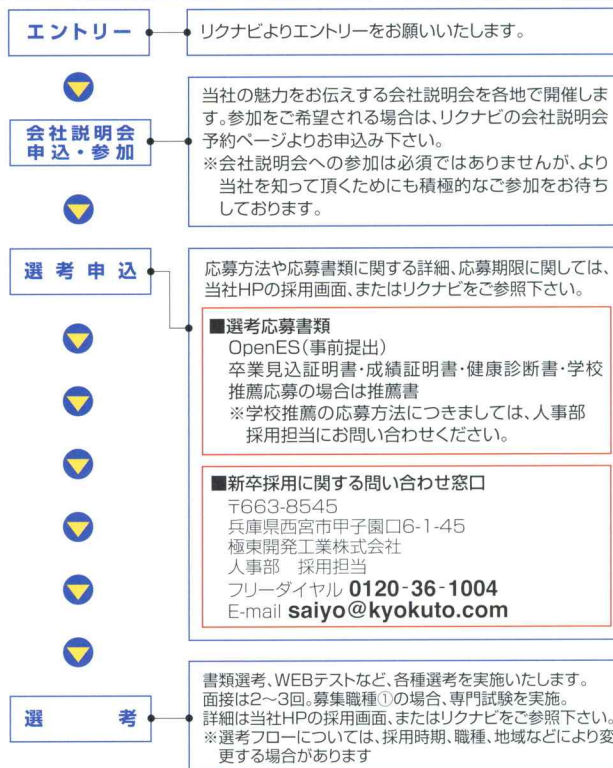 エントリー
リクナビよりエントリーをお願いいたします。
会社説明会
申込・参加
当社の魅力をお伝えする会社説明会を各地で開催しま
す。参加をご希望される場合は、リクナビの会社説明会
予約ページよりお申込み下さい。
※会社説明会への参加は必須ではありませんが、より
当社を知って頂くためにも積極的なご参加をお待ち
しております。
選考申込
応募方法や応募書類に関する詳細、応募期限に関しては、
当社HPの採用画面、またはリクナビをご参照下さい。
■選考応募書類
OpenES(事前提出)
卒業見込証明書・成績証明書・健康診断書・学校
推薦応募の場合は推薦書
※学校推薦の応募方法につきましては、人事部
採用担当にお問い合わせください。
■新卒採用に関する問い合わせ窓口
〒663-8545
兵庫県西宮市甲子園口6-1-45
極東開発工業株式会社
人事部 採用担当
フリーダイヤル 0120-36-1004
E-mail saiyo@kyokuto.com
選考
書類選考、WEBテストなど、各種選考を実施いたします。
面接は2〜3回。募集職種①の場合、専門試験を実施。
詳細は当社HPの採用画面、またはリクナビをご参照下さい。
※選考フローについては、採用時期、職種、地域などにより変
更する場合があります